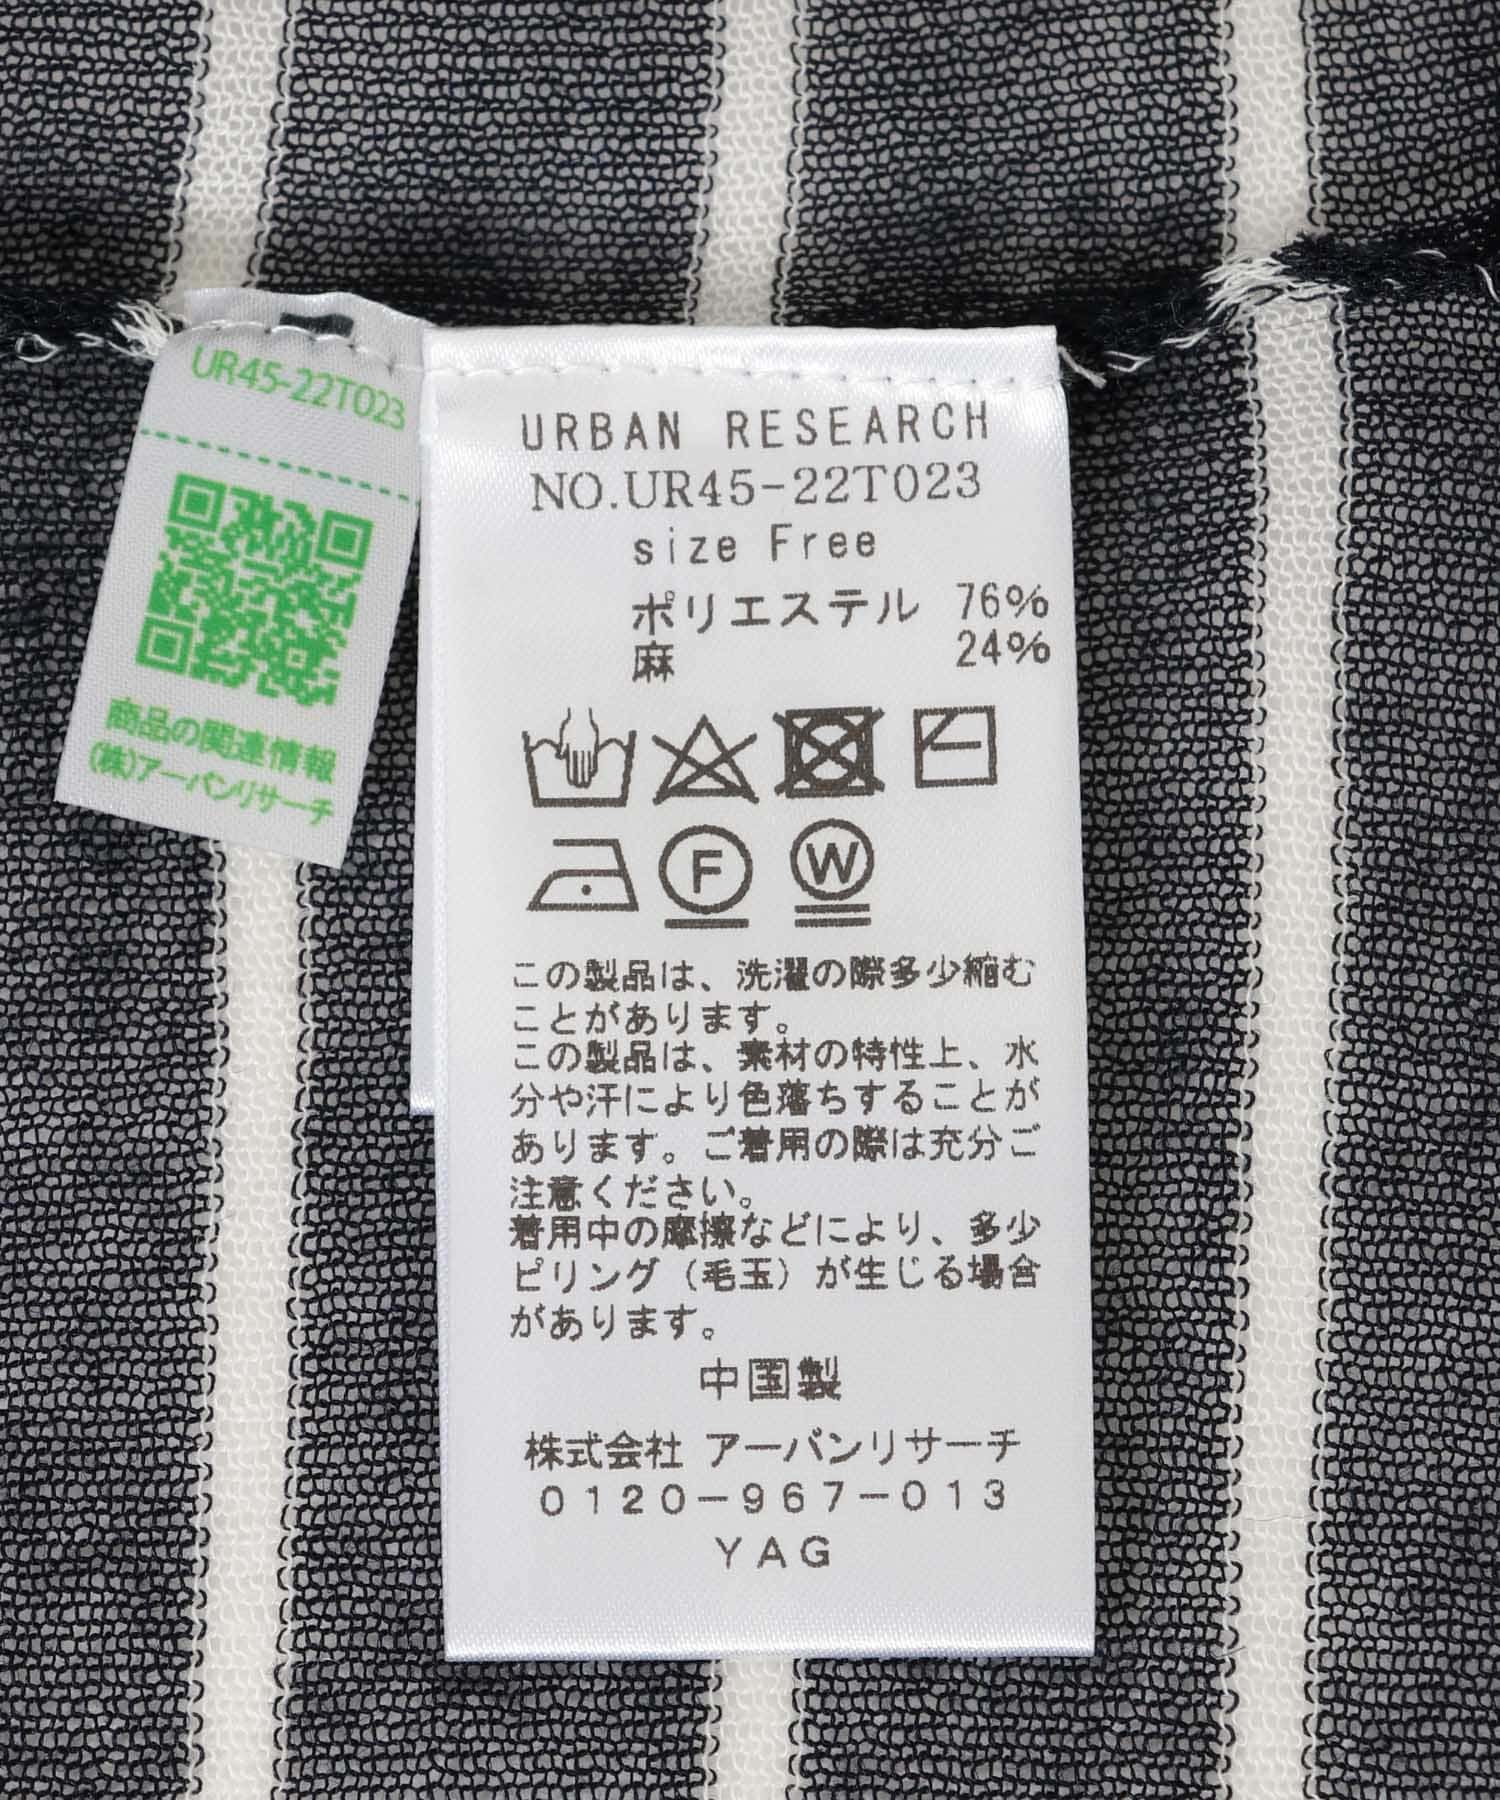 UR45-22T023
商品の関連情報
(株)アーバンリサーチ
URBAN RESEARCH
NO.UR45-22T023
size Free
ポリエステル 76%
麻 24%
F W
この製品は、洗濯の際多少縮む
ことがあります。
この製品は、素材の特性上、水
分や汗により色落ちすることが
あります。ご着用の際は充分ご
注意ください。
着用中の摩擦などにより、多少
ピリング(毛玉)が生じる場合
があります。
中国製
株式会社 アーバンリサーチ
0120-967-013
YAG